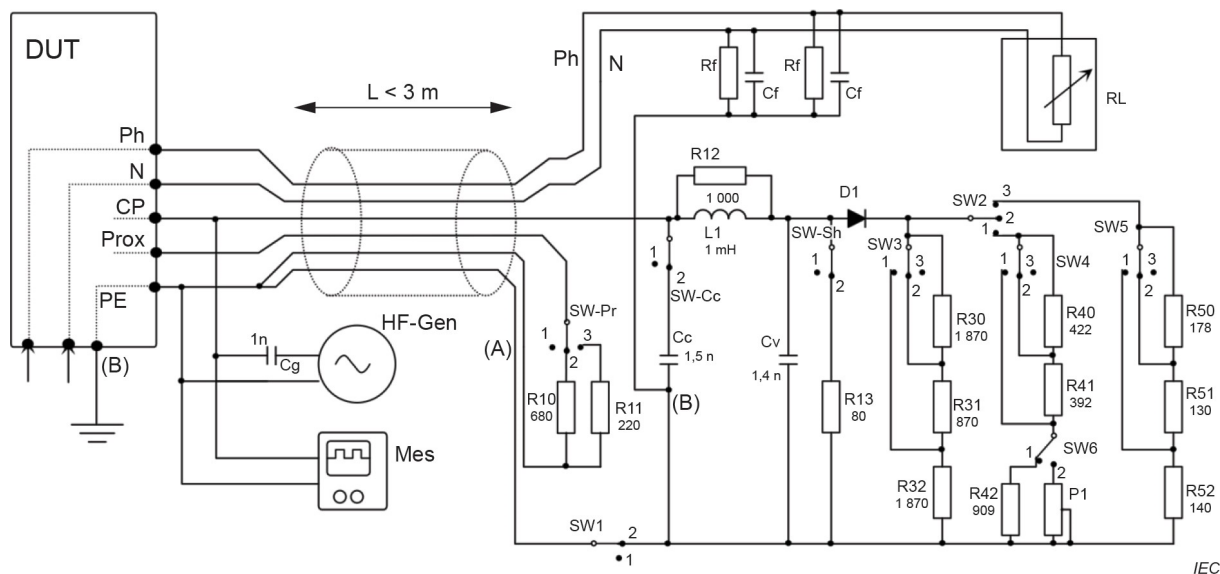 DUT
Ph
N
CP
Prox
PE
(B)
L < 3 m
Ph
N
Rf
Cf
Rf
Cf
RL
R12
1 000
L1
1 mH
D1
SW2
3
2
1
SW-Sh
1
2
SW3
1
3
2
SW4
1
3
2
SW5
1
3
2
1
2
SW-Cc
SW-Pr
1
3
2
HF-Gen
1n
Cg
(A)
Cc
1,5 n
Cv
1,4 n
(B)
R10
680
R11
220
R13
80
R30
1 870
R31
870
R32
1 870
R40
422
R41
392
SW6
1
2
R42
909
P1
R50
178
R51
130
R52
140
Mes
SW1
2
1
IEC